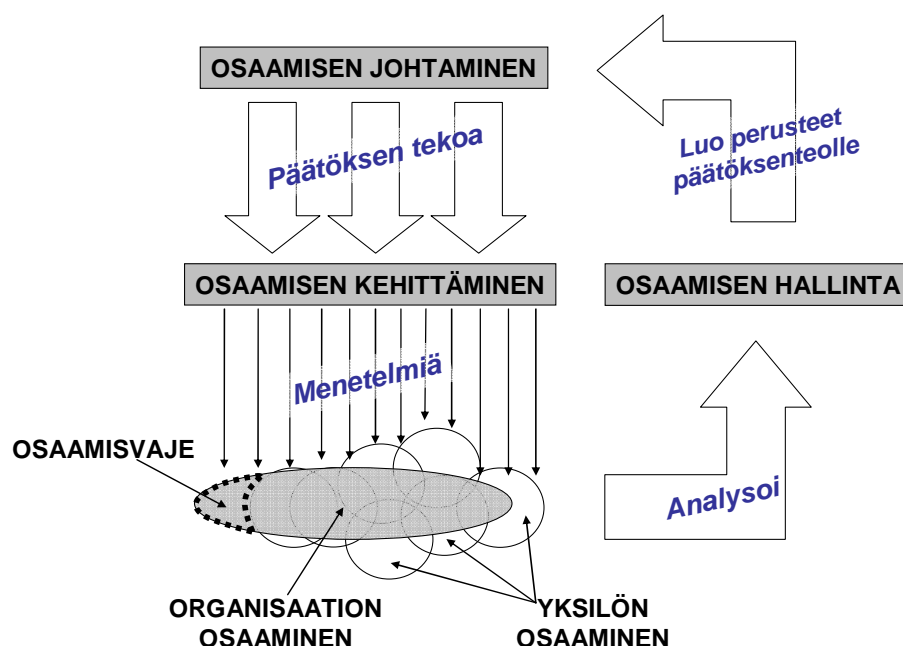 OSAAMISEN JOHTAMINEN
Päätöksen tekoa
Luo perusteet
päätöksenteolle
OSAAMISEN KEHITTÄMINEN
OSAAMISEN HALLINTA
Menetelmiä
OSAAMISVAJE
Analysoi
ORGANISAATION
OSAAMINEN
YKSILÖN
OSAAMINEN